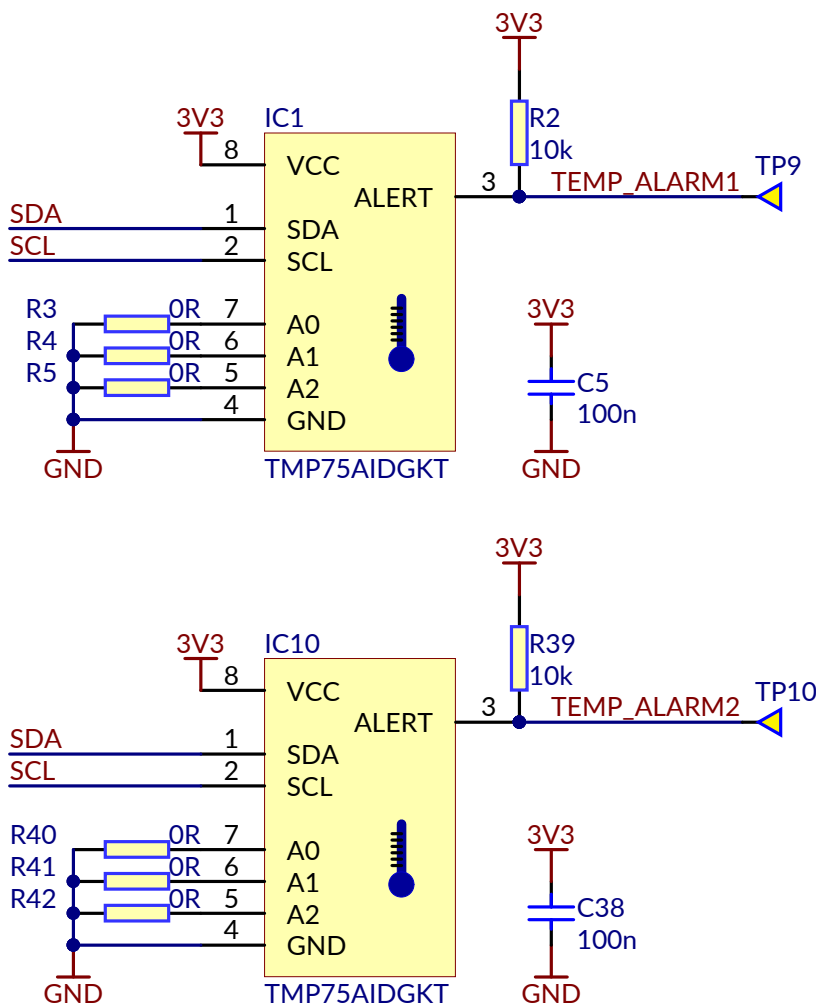 3V3
R2
10k
3V3
IC1
8
VCC
ALERT
3
TEMP_ALARM1
TP9
SDA
1
SDA
SCL
2
SCL
R3
0R
7
A0
R4
0R
6
A1
R5
0R
5
A2
4
GND
GND
TMP75AIDGKT
3V3
C5
100n
GND
3V3
R39
10k
3V3
IC10
8
VCC
ALERT
3
TEMP_ALARM2
TP10
SDA
1
SDA
SCL
2
SCL
R40
0R
7
A0
R41
0R
6
A1
R42
0R
5
A2
4
GND
GND
TMP75AIDGKT
3V3
C38
100n
GND